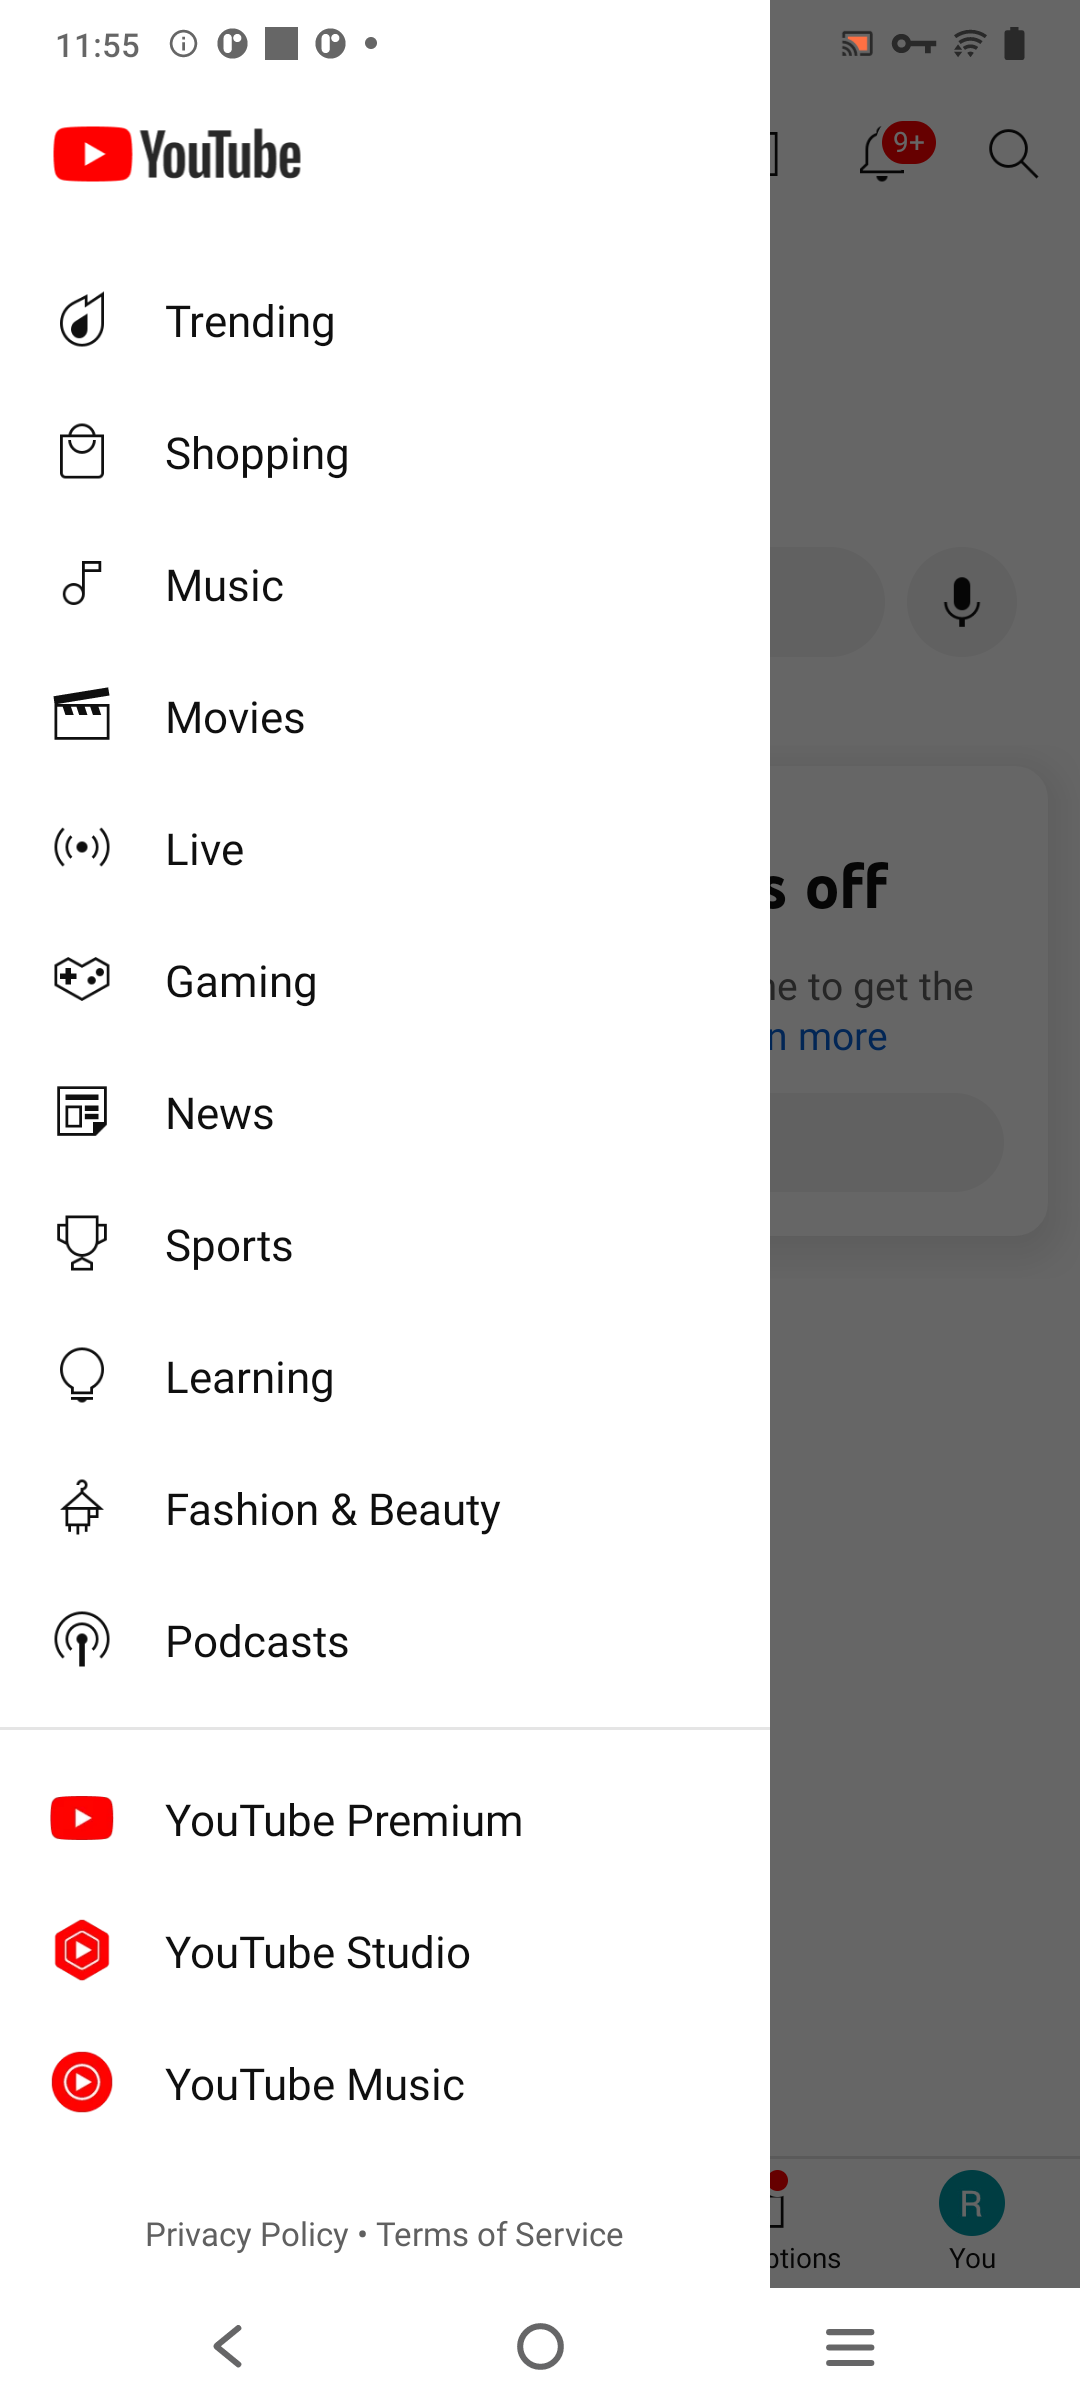 11:55
YouTube
9+
Trending
Shopping
Music
Movies
Live
off
Gaming
to get the
more
News
Sports
Learning
Fashion & Beauty
Podcasts
YouTube Premium
YouTube Studio
YouTube Music
R
Privacy Policy • Terms of Service
You